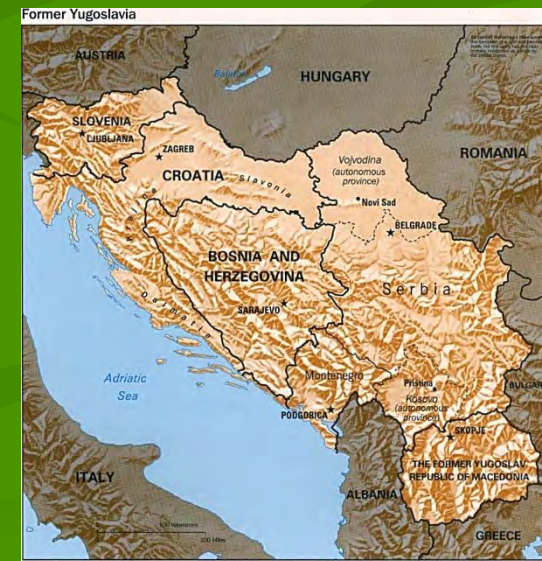 Former Yugoslavia
AUSTRIA
HUNGARY
SLOVENIA
LJUBLJANA
ZAGREB
CROATIA
Slavonia
Vojvodina
(autonomous
province)
Novi Sad
ROMANIA
BELGRADE
BOSNIA AND
HERZEGOVINA
Serbia
SARAJEVO
Dalmatia
Adriatic
Sea
Montenegro
Pristina
Kosovo
(autonomous
province)
PODGORICA
SKOPJE
THE FORMER YUGOSLAV
REPUBLIC OF MACEDONIA
ITALY
ALBANIA
GREECE